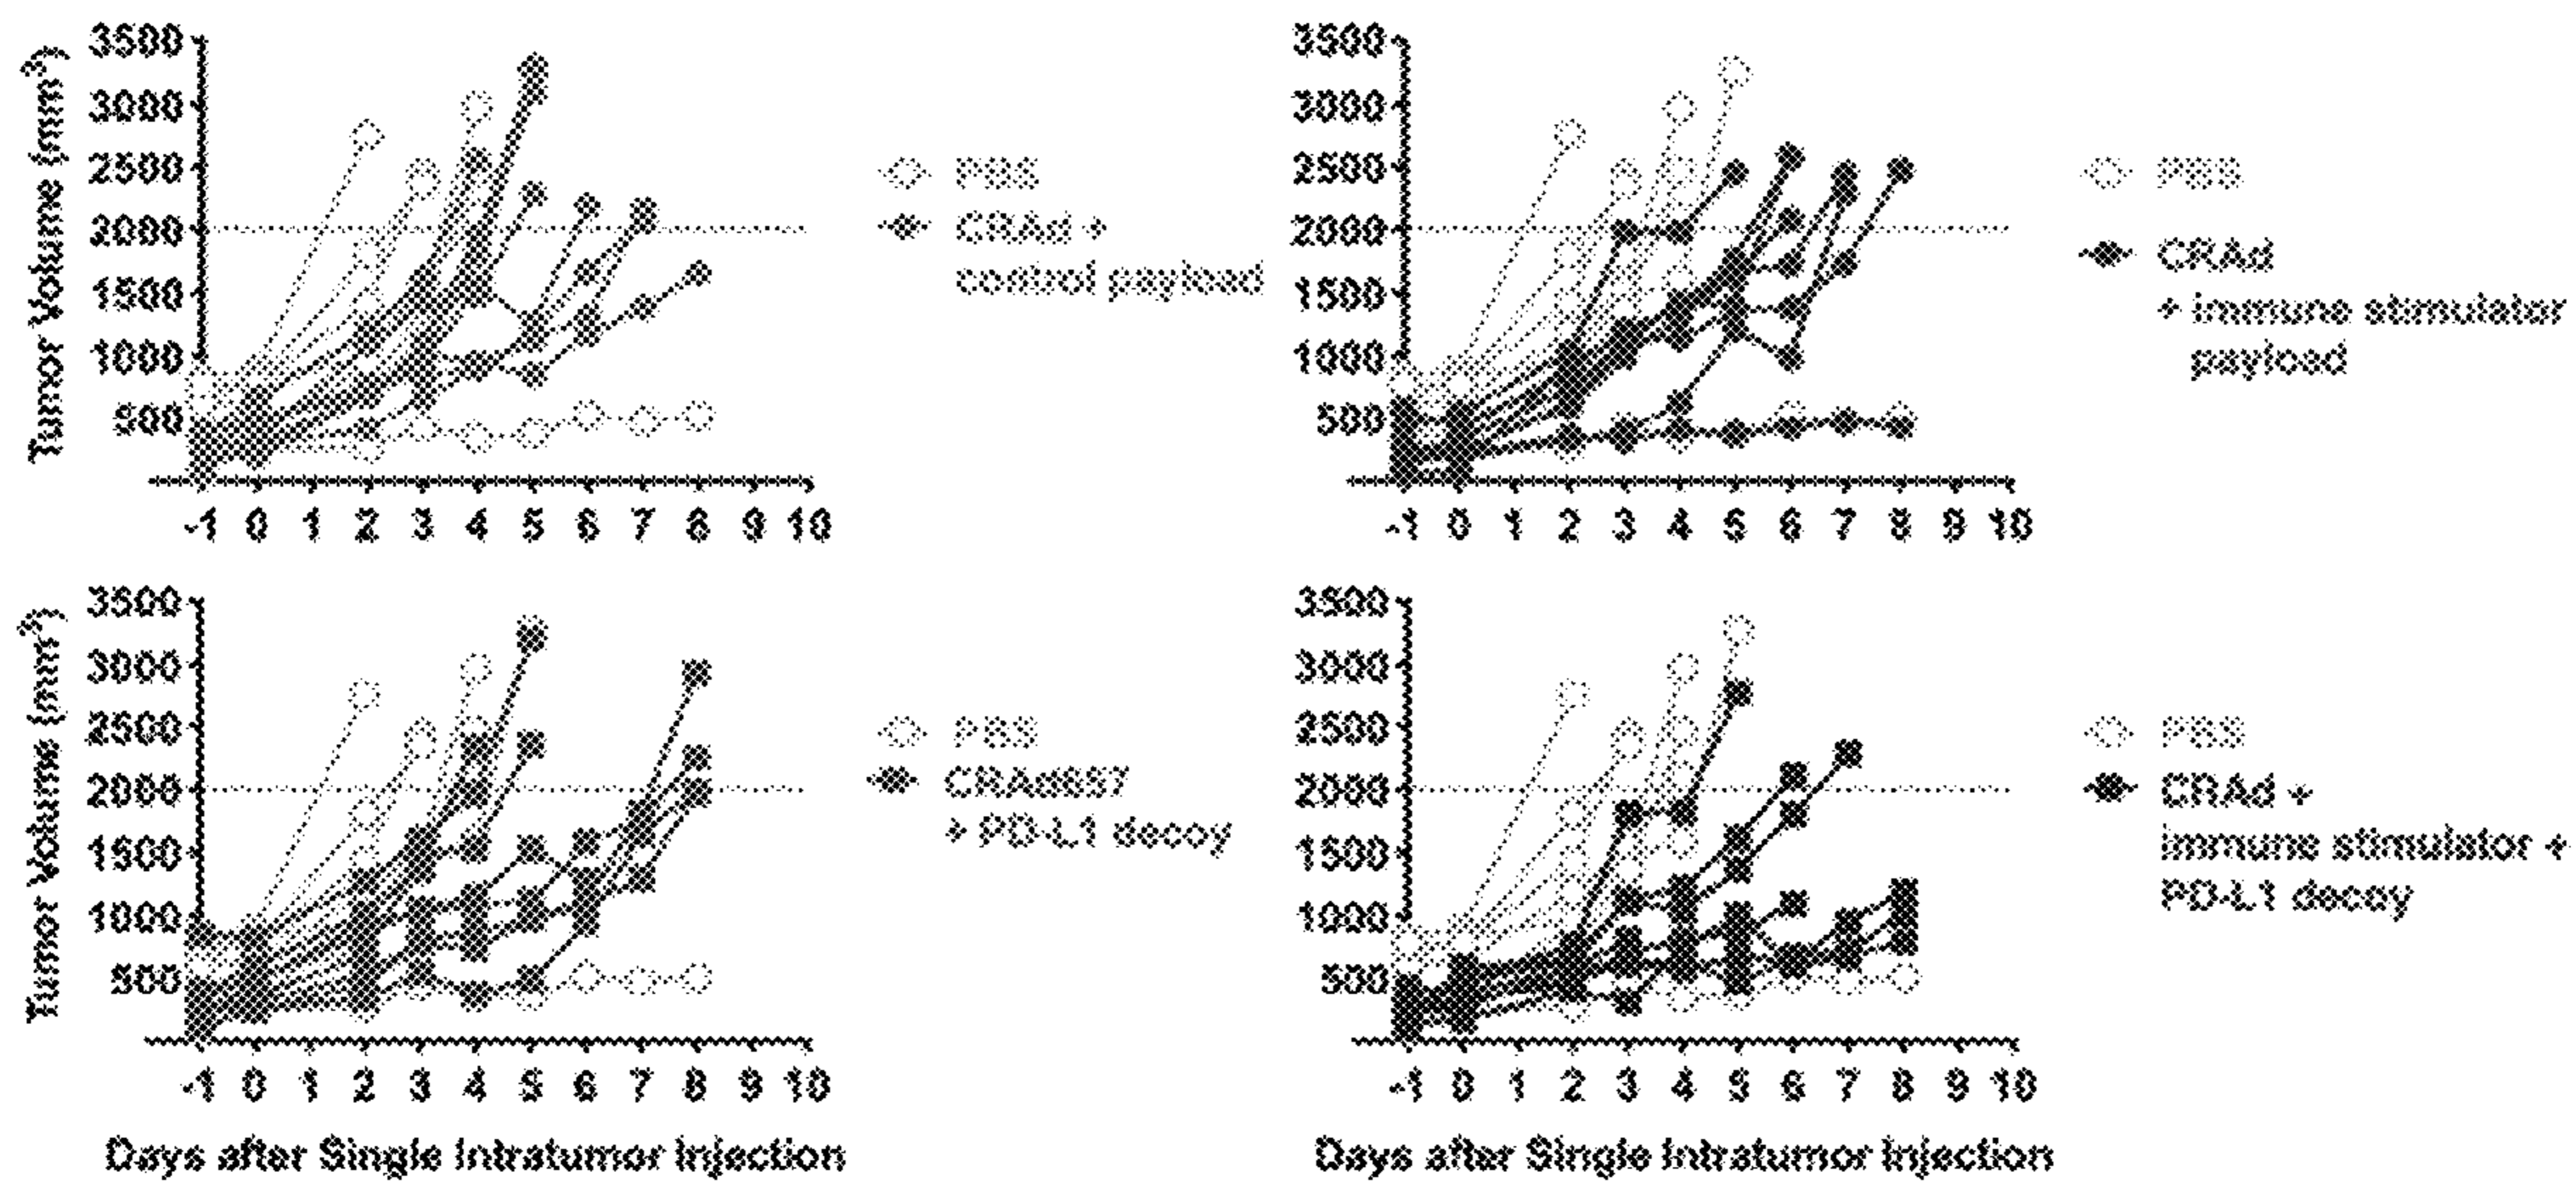 Tumor Volume (mm³)
3500
3000
2500
2000
1500
1000
500
-1 0 1 2 3 4 5 6 7 8 9 10
PBS
CRAd +
control payload
3500
3000
2500
2000
1500
1000
500
-1 0 1 2 3 4 5 6 7 8 9 10
PBS
CRAd
+ immune stimulator
payload
Tumor Volume (mm³)
3500
3000
2500
2000
1500
1000
500
-1 0 1 2 3 4 5 6 7 8 9 10
Days after Single Intratumor Injection
PBS
CRAd657
+ PD-L1 decoy
3500
3000
2500
2000
1500
1000
500
-1 0 1 2 3 4 5 6 7 8 9 10
Days after Single Intratumor Injection
PBS
CRAd +
immune stimulator +
PD-L1 decoy